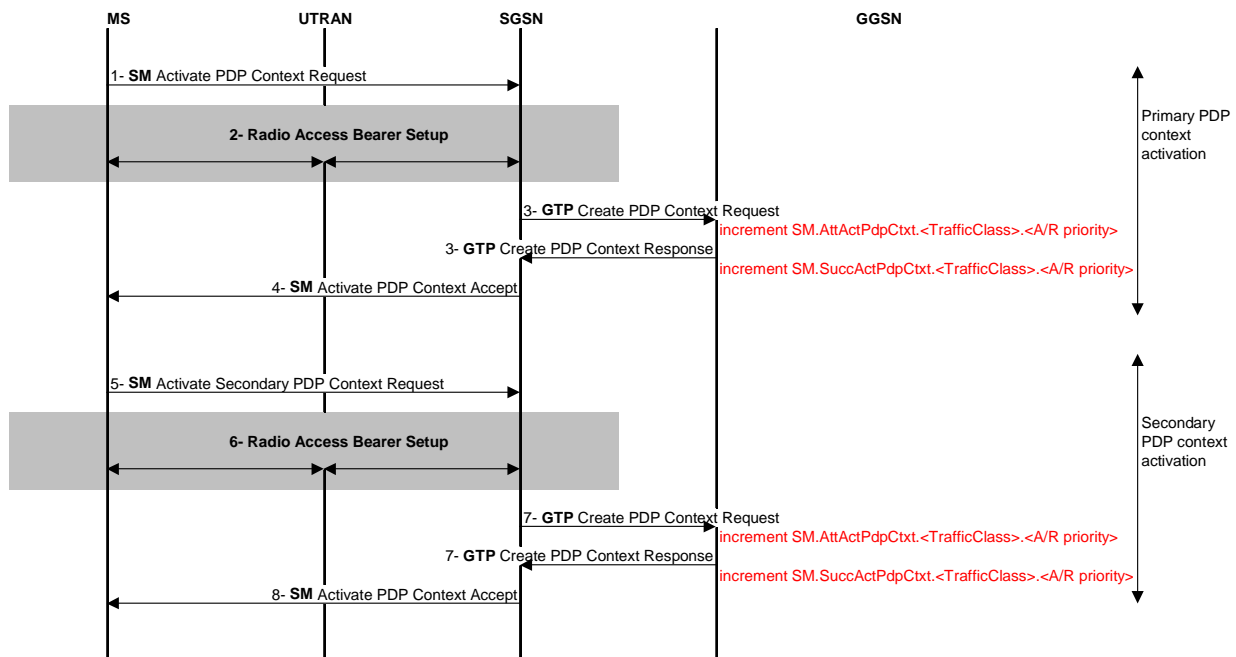 MS UTRAN SGSN GGSN
1- SM Activate PDP Context Request
Primary PDP
context
activation
2- Radio Access Bearer Setup
3- GTP Create PDP Context Request
increment SM.AttActPdpCtxt.<TrafficClass>.<A/R priority>
3- GTP Create PDP Context Response
increment SM.SuccActPdpCtxt.<TrafficClass>.<A/R priority>
4- SM Activate PDP Context Accept
5- SM Activate Secondary PDP Context Request
Secondary
PDP context
activation
6- Radio Access Bearer Setup
7- GTP Create PDP Context Request
increment SM.AttActPdpCtxt.<TrafficClass>.<A/R priority>
7- GTP Create PDP Context Response
increment SM.SuccActPdpCtxt.<TrafficClass>.<A/R priority>
8- SM Activate PDP Context Accept